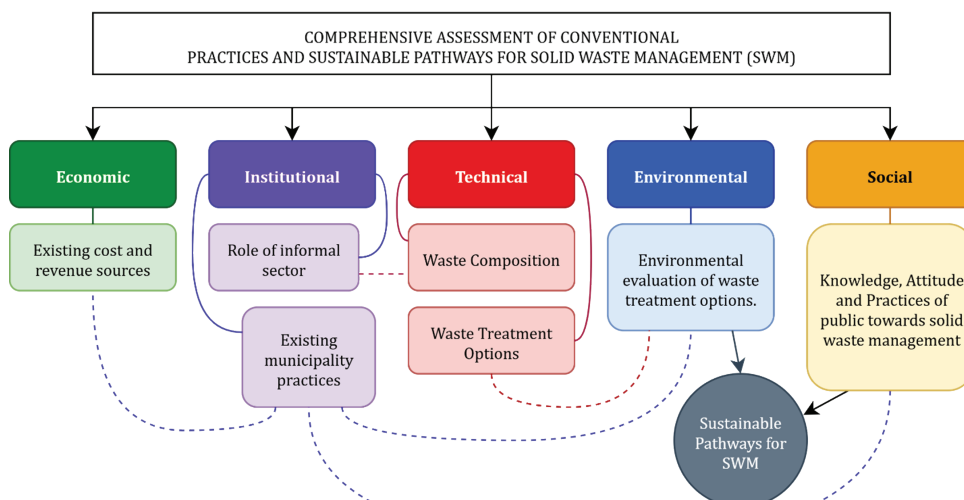 COMPREHENSIVE ASSESSMENT OF CONVENTIONAL
PRACTICES AND SUSTAINABLE PATHWAYS FOR SOLID WASTE MANAGEMENT (SWM)
Economic
Institutional
Technical
Environmental
Social
Existing cost and
revenue sources
Role of informal
sector
Waste Composition
Environmental
evaluation of waste
treatment options.
Knowledge, Attitude
and Practices of
public towards solid
waste management
Existing
municipality
practices
Waste Treatment
Options
Sustainable
Pathways for
SWM